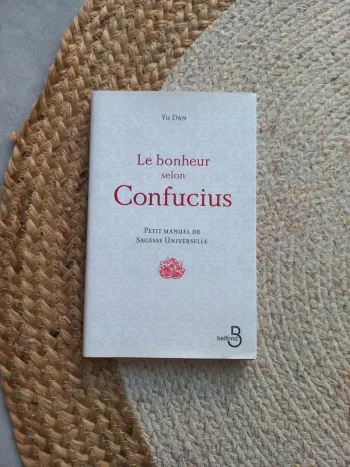 Yu Dan
Le bonheur
selon
Confucius
Petit manuel de
Sagesse Universelle
belfond